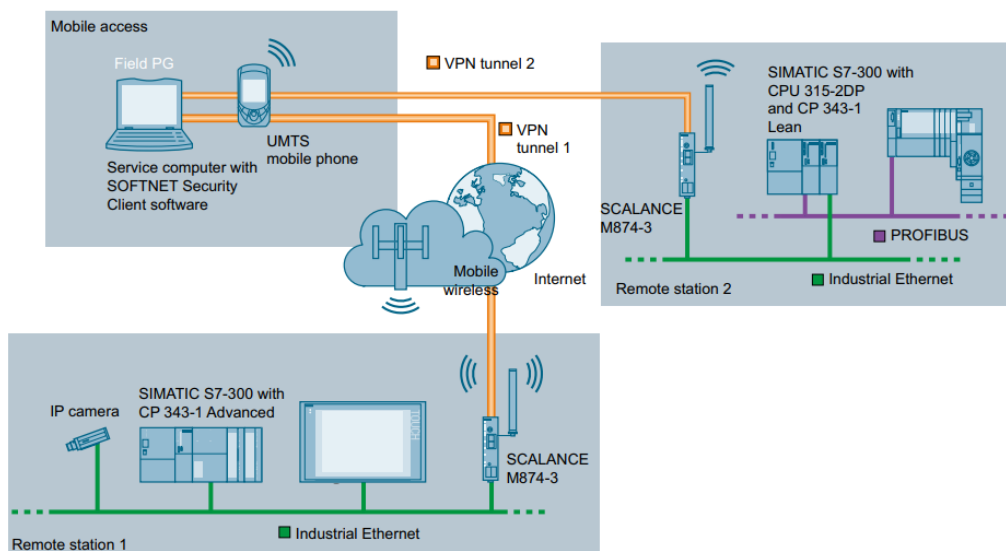 Mobile access
Field PG
UMTS
mobile phone
Service computer with
SOFTNET Security
Client software
VPN tunnel 2
VPN
tunnel 1
Mobile
wireless
Internet
SIMATIC S7-300 with
CPU 315-2DP
and CP 343-1
Lean
SCALANCE
M874-3
PROFIBUS
Industrial Ethernet
Remote station 2
IP camera
SIMATIC S7-300 with
CP 343-1 Advanced
TOUCH
SCALANCE
M874-3
Industrial Ethernet
Remote station 1